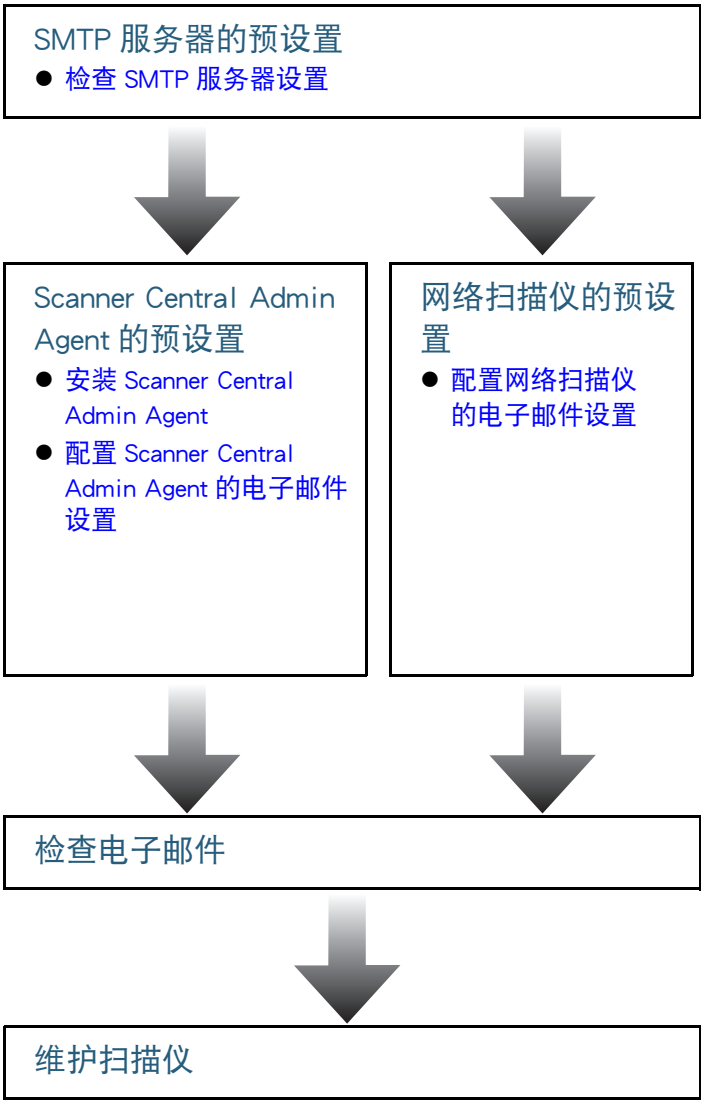 SMTP 服务器的预设置
● 检查 SMTP 服务器设置
Scanner Central Admin
Agent 的预设置
● 安装 Scanner Central
Admin Agent
● 配置 Scanner Central
Admin Agent 的电子邮件
设置
网络扫描仪的预设
置
● 配置网络扫描仪
的电子邮件设置
检查电子邮件
维护扫描仪